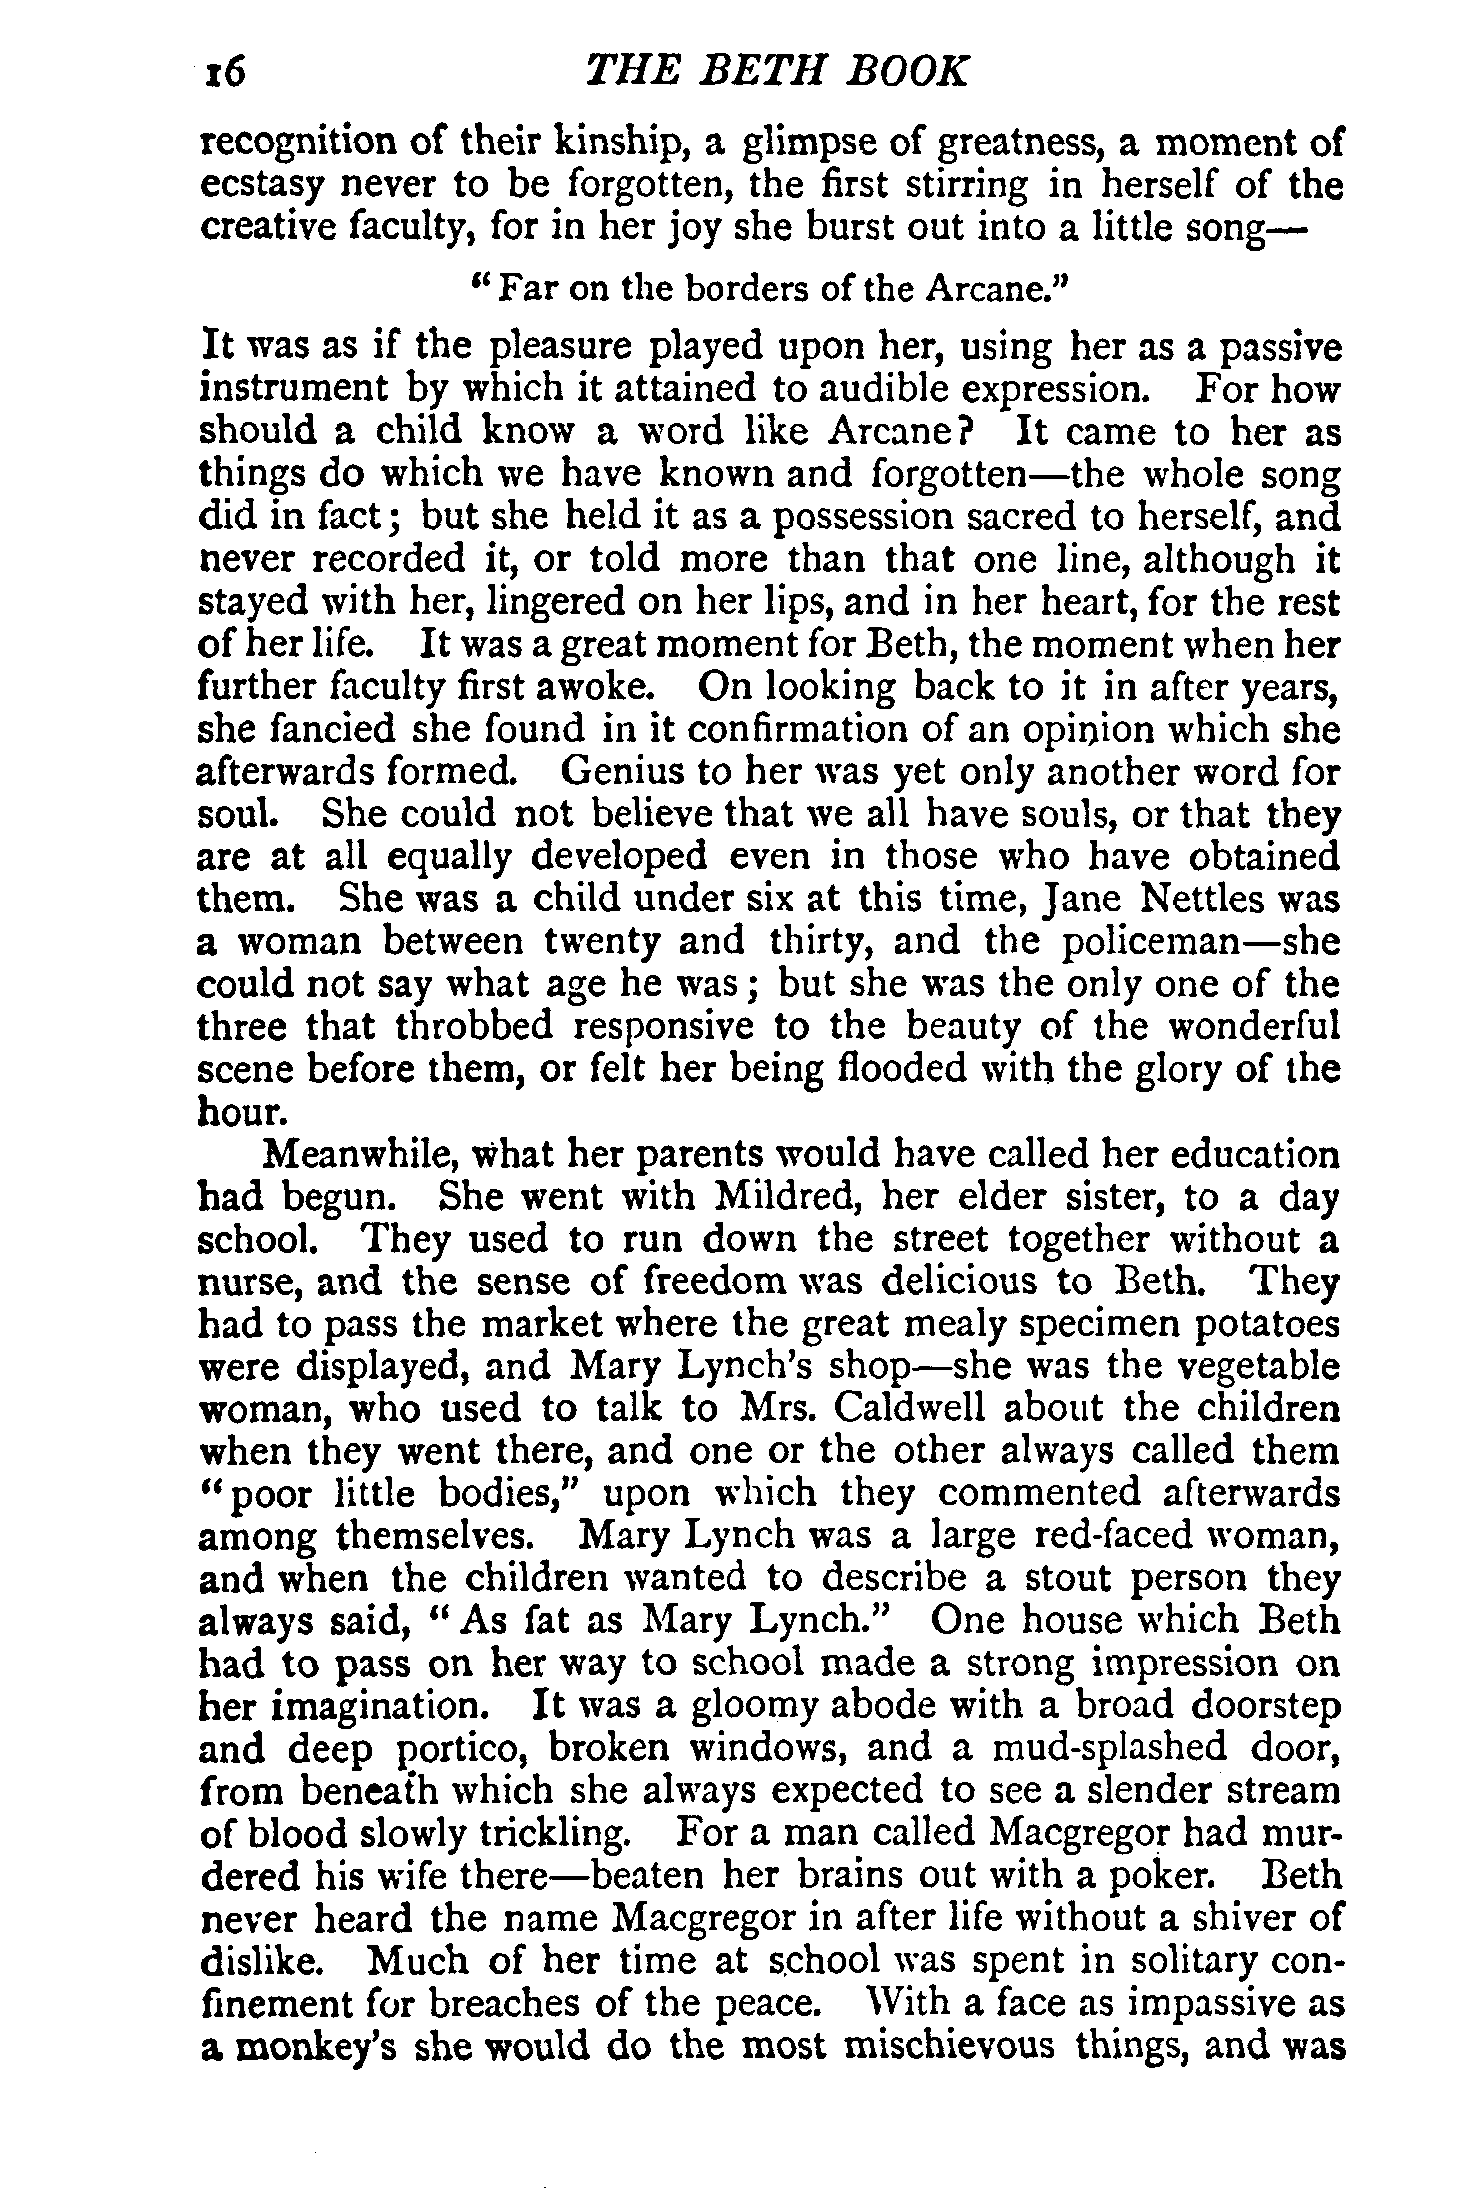 16 THE BETH BOOK
recognition of their kinship, a glimpse of greatness, a moment of
ecstasy never to be forgotten, the first stirring in herself of the
creative faculty, for in her joy she burst out into a little song—
“Far on the borders of the Arcane.”
It was as if the pleasure played upon her, using her as a passive
instrument by which it attained to audible expression. For how
should a child know a word like Arcane? It came to her as
things do which we have known and forgotten—the whole song
did in fact; but she held it as a possession sacred to herself, and
never recorded it, or told more than that one line, although it
stayed with her, lingered on her lips, and in her heart, for the rest
of her life. It was a great moment for Beth, the moment when her
further faculty first awoke. On looking back to it in after years,
she fancied she found in it confirmation of an opinion which she
afterwards formed. Genius to her was yet only another word for
soul. She could not believe that we all have souls, or that they
are at all equally developed even in those who have obtained
them. She was a child under six at this time, Jane Nettles was
a woman between twenty and thirty, and the policeman—she
could not say what age he was; but she was the only one of the
three that throbbed responsive to the beauty of the wonderful
scene before them, or felt her being flooded with the glory of the
hour.
Meanwhile, what her parents would have called her education
had begun. She went with Mildred, her elder sister, to a day
school. They used to run down the street together without a
nurse, and the sense of freedom was delicious to Beth. They
had to pass the market where the great mealy specimen potatoes
were displayed, and Mary Lynch's shop—she was the vegetable
woman, who used to talk to Mrs. Caldwell about the children
when they went there, and one or the other always called them
“poor little bodies,” upon which they commented afterwards
among themselves. Mary Lynch was a large red-faced woman,
and when the children wanted to describe a stout person they
always said, “As fat as Mary Lynch.” One house which Beth
had to pass on her way to school made a strong impression on
her imagination. It was a gloomy abode with a broad doorstep
and deep portico, broken windows, and a mud-splashed door,
from beneath which she always expected to see a slender stream
of blood slowly trickling. For a man called Macgregor had mur-
dered his wife there—beaten her brains out with a poker. Beth
never heard the name Macgregor in after life without a shiver of
dislike. Much of her time at school was spent in solitary con-
finement for breaches of the peace. With a face as impassive as
a monkey's she would do the most mischievous things, and was